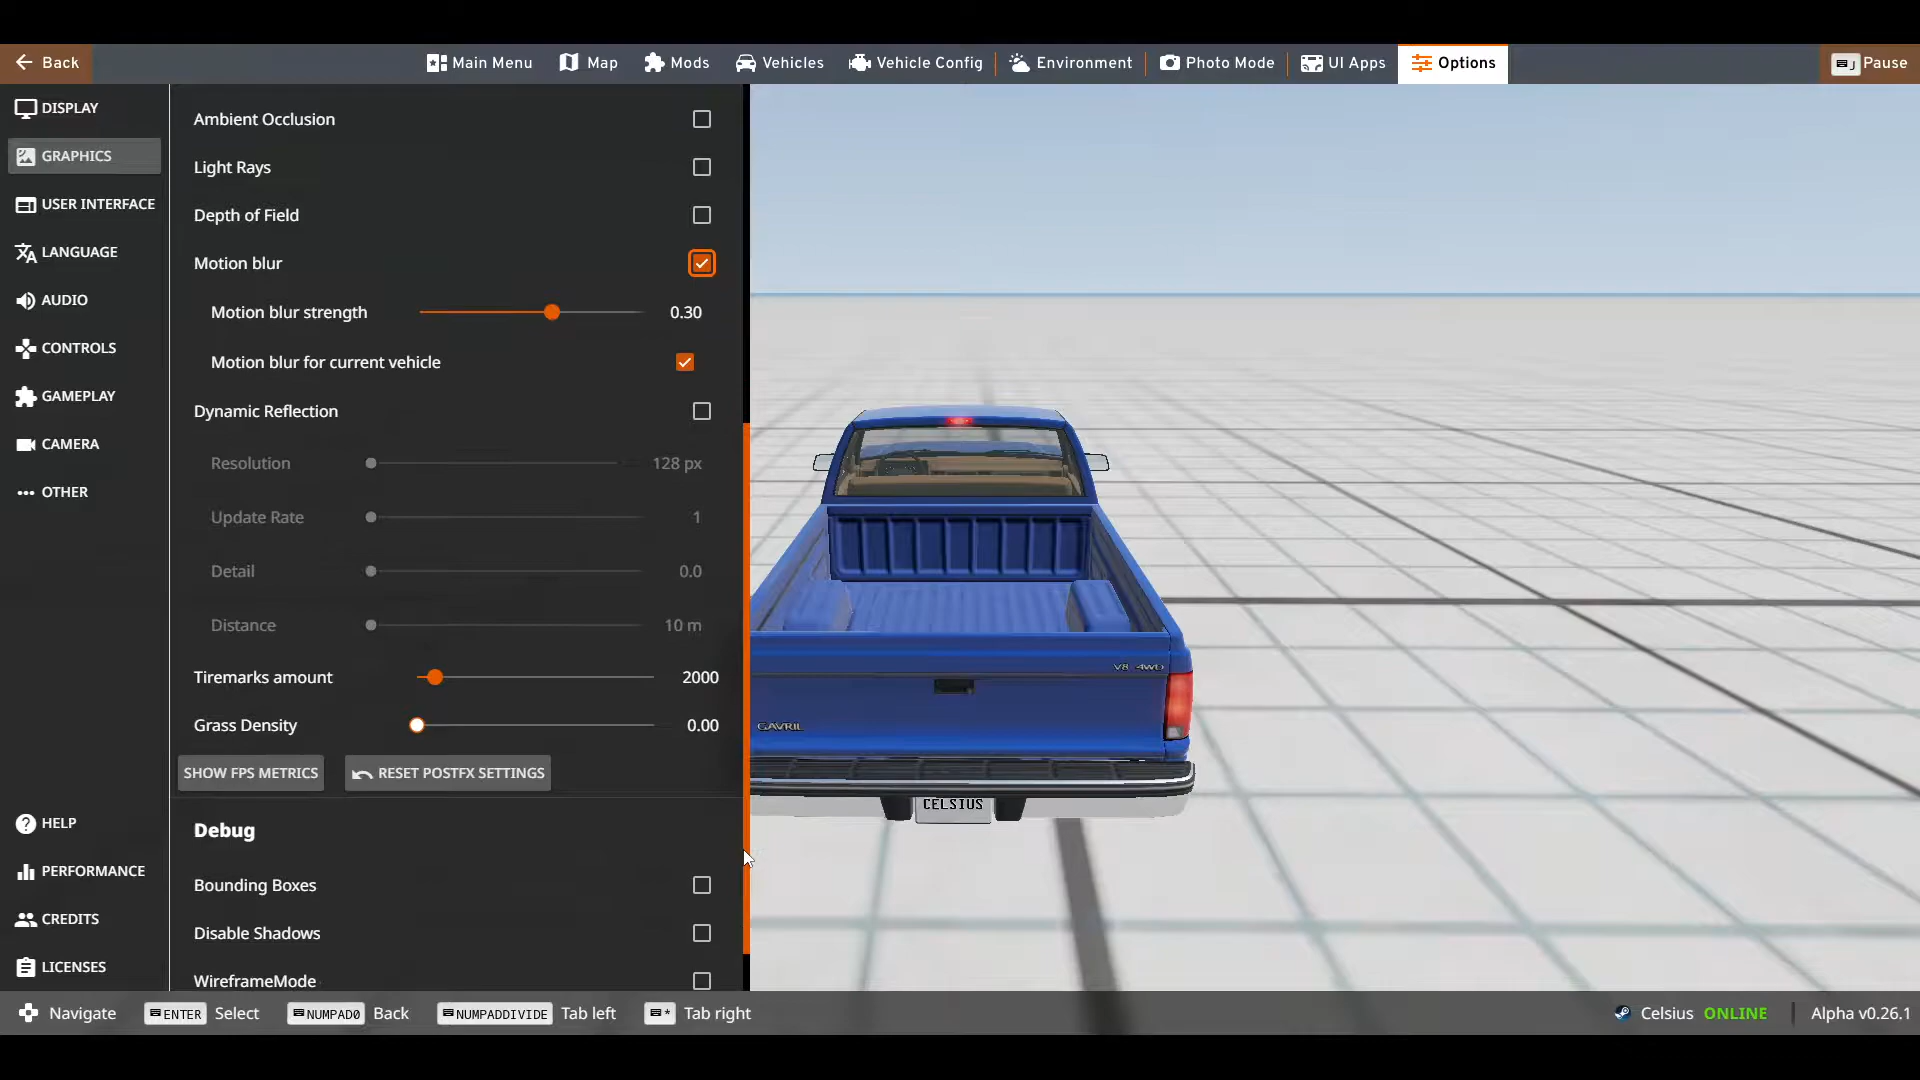 Back
Main Menu
Map
Mods
Vehicles
Vehicle Config
Environment
Photo Mode
UI Apps
Options
J Pause
DISPLAY
GRAPHICS
USER INTERFACE
LANGUAGE
AUDIO
CONTROLS
GAMEPLAY
CAMERA
OTHER
HELP
PERFORMANCE
CREDITS
LICENSES
Ambient Occlusion
Light Rays
Depth of Field
Motion blur
Motion blur strength 0.30
Motion blur for current vehicle
Dynamic Reflection
Resolution 128 px
Update Rate 1
Detail 0.0
Distance 10 m
Tiremarks amount 2000
Grass Density 0.00
SHOW FPS METRICS
RESET POSTFX SETTINGS
Debug
Bounding Boxes
Disable Shadows
WireframeMode
V8 4WD
GAVRIL
CELSIUS
Navigate
ENTER Select
NUMPAD0 Back
NUMPADDIVIDE Tab left
* Tab right
Celsius ONLINE
Alpha v0.26.1